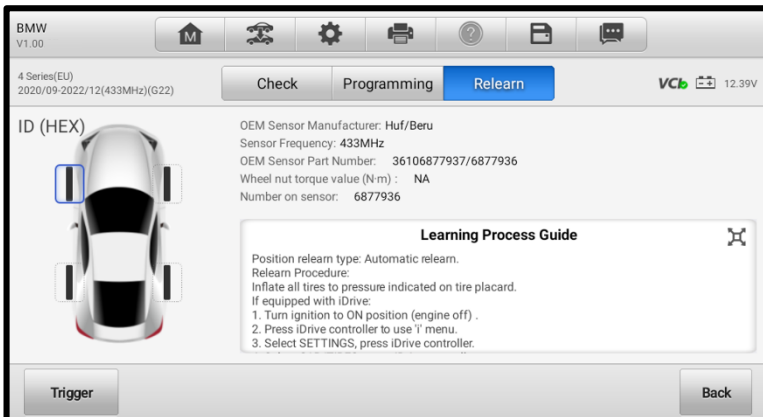 BMW
V1.00
M
4 Series(EU)
2020/09-2022/12(433MHz)(G22)
Check
Programming
Relearn
VCI
12.39V
ID (HEX)
OEM Sensor Manufacturer: Huf/Beru
Sensor Frequency: 433MHz
OEM Sensor Part Number: 36106877937/6877936
Wheel nut torque value (N·m) : NA
Number on sensor: 6877936
Learning Process Guide
Position relearn type: Automatic relearn.
Relearn Procedure:
Inflate all tires to pressure indicated on tire placard.
If equipped with iDrive:
1. Turn ignition to ON position (engine off) .
2. Press iDrive controller to use 'i' menu.
3. Select SETTINGS, press iDrive controller.
Trigger
Back